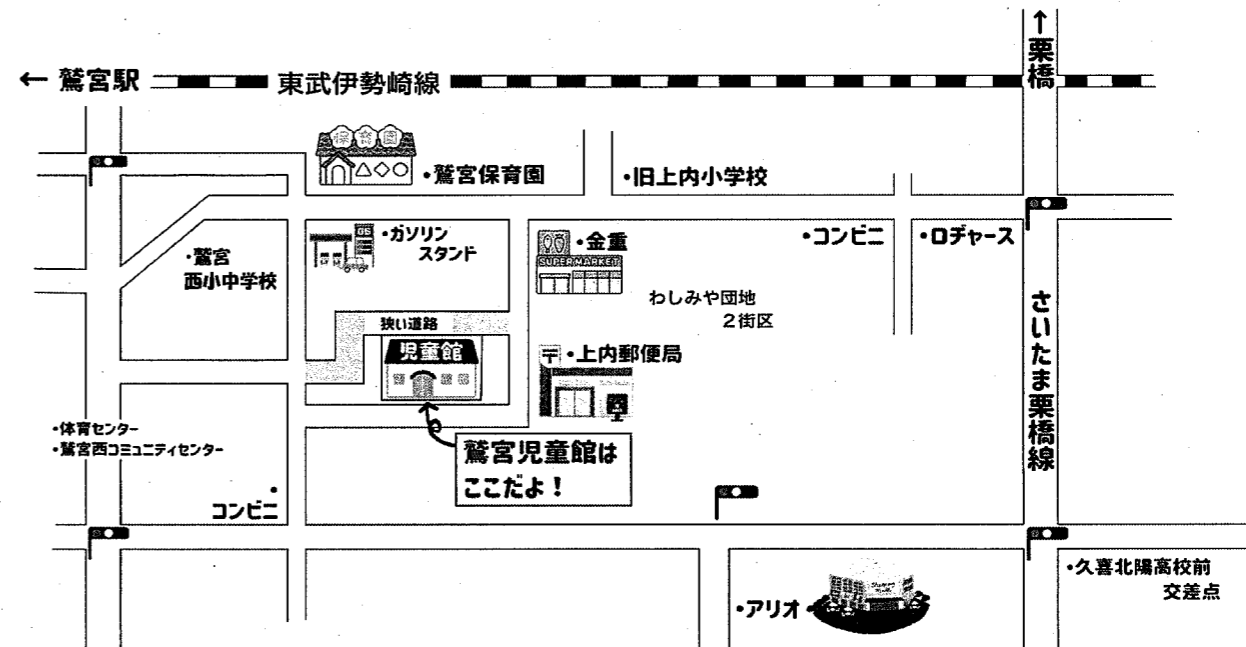 ↑栗橋
← 鷲宮駅
東武伊勢崎線
保育園
・鷲宮保育園
・旧上内小学校
GS
・ガソリン
スタンド
・金重
SUPER MARKET
・コンビニ
・ロヂャース
・鷲宮
西小中学校
わしみや団地
2街区
さいたま栗橋線
狭い道路
児童館
〒・上内郵便局
・体育センター
・鷲宮西コミュニティセンター
鷲宮児童館は
ここだよ!
・
コンビニ
・久喜北陽高校前
交差点
・アリオ・